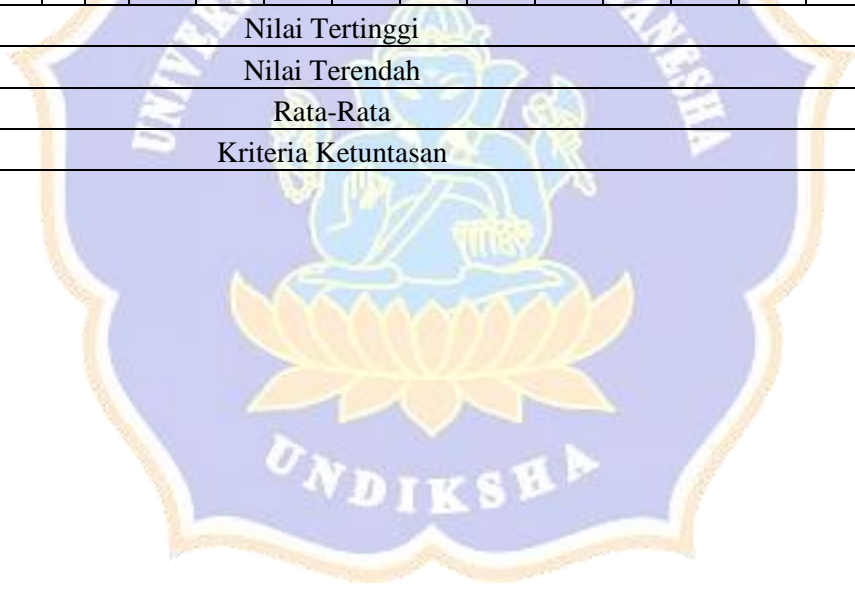 Nilai Tertinggi
Nilai Terendah
Rata-Rata
Kriteria Ketuntasan
UNDIKSHA